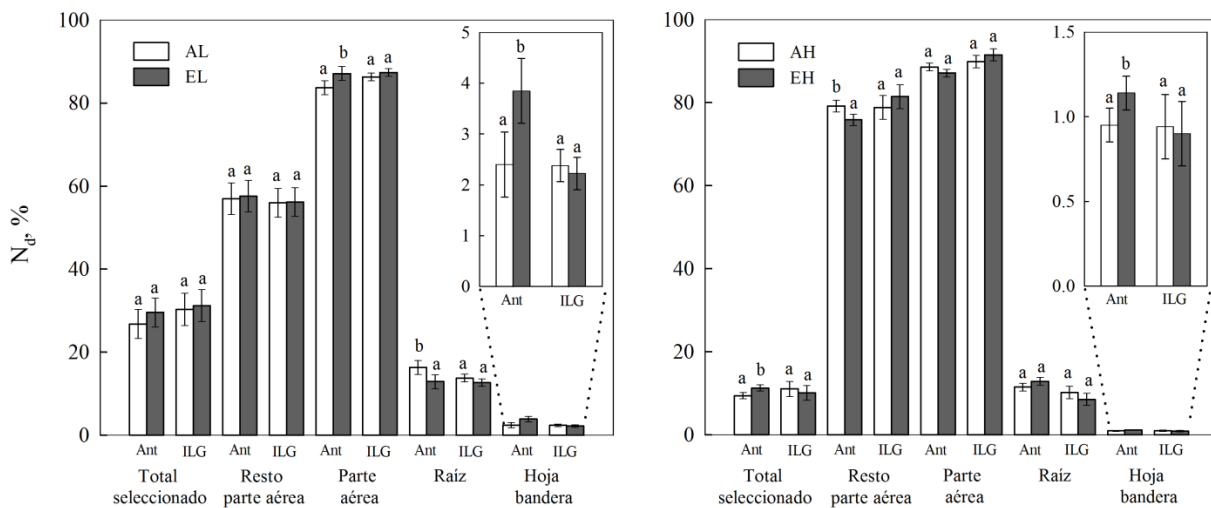 100
80
60
40
20
0
N_d, %
AL
EL
a a a a a a a a a b a a b a a a
5
4
3
2
1
0
a b a a
Ant ILG
Ant ILG Ant ILG Ant ILG Ant ILG Ant ILG
Total Resto Parte Raíz Hoja
seleccionado parte aérea aérea bandera
100
80
60
40
20
0
AH
EH
a b a a b a a a a a a a a a a a
1.5
1.0
0.5
0.0
a b a a
Ant ILG
Ant ILG Ant ILG Ant ILG Ant ILG Ant ILG
Total Resto Parte Raíz Hoja
seleccionado parte aérea aérea bandera